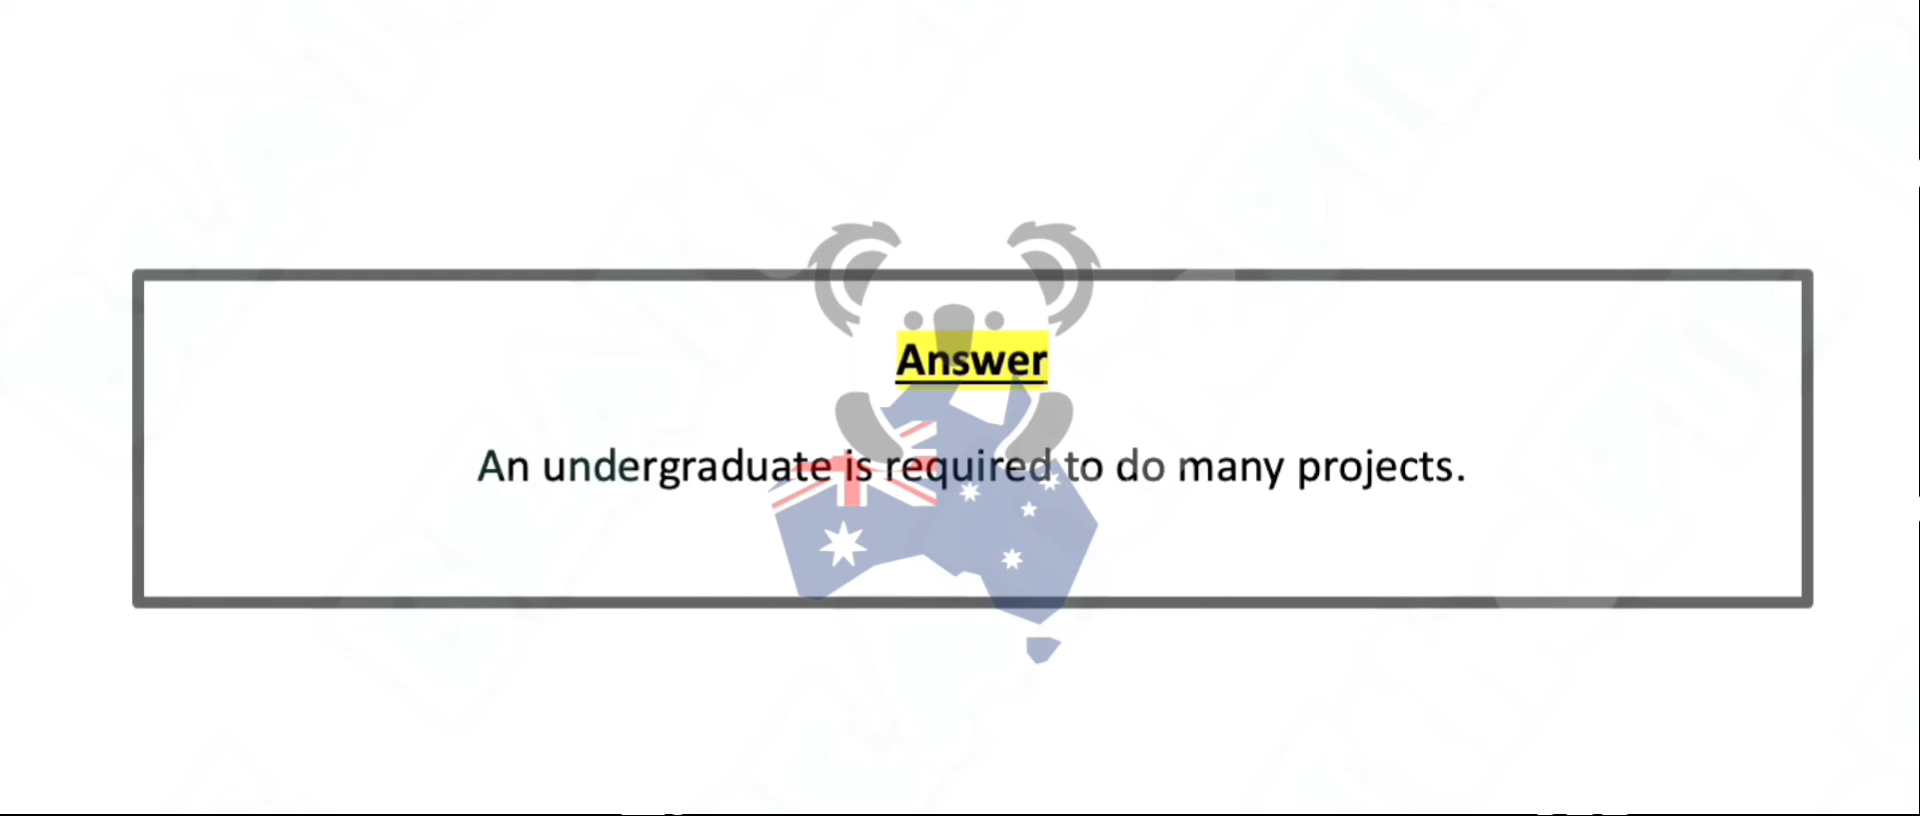 Answer
An undergraduate is required to do many projects.